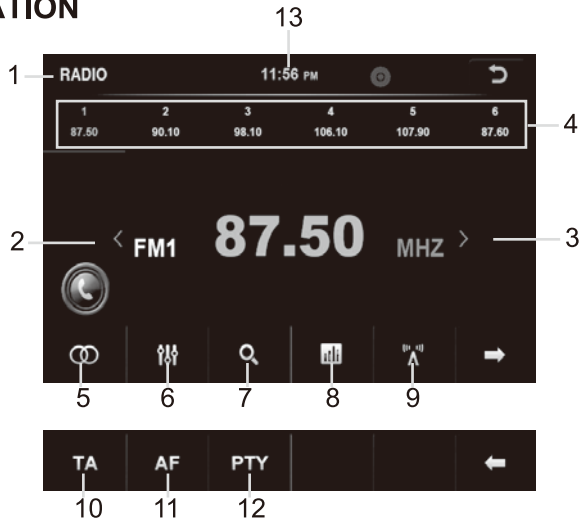 ATION
13
1 RADIO 11:56 PM
1 2 3 4 5 6
87.50 90.10 98.10 106.10 107.90 87.60 4
2 FM1 87.50 MHZ 3
5 6 7 8 9
TA AF PTY
10 11 12